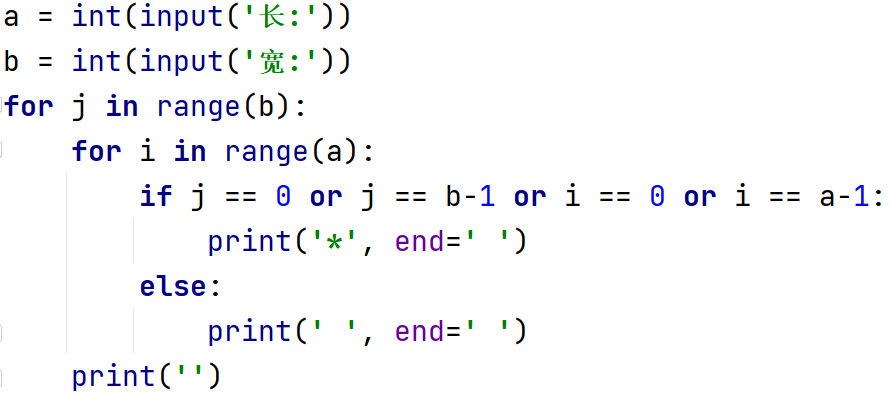 a = int(input('长:'))
b = int(input('宽:'))
for j in range(b):
    for i in range(a):
        if j == 0 or j == b-1 or i == 0 or i == a-1:
            print('*', end=' ')
        else:
            print(' ', end=' ')
    print('')